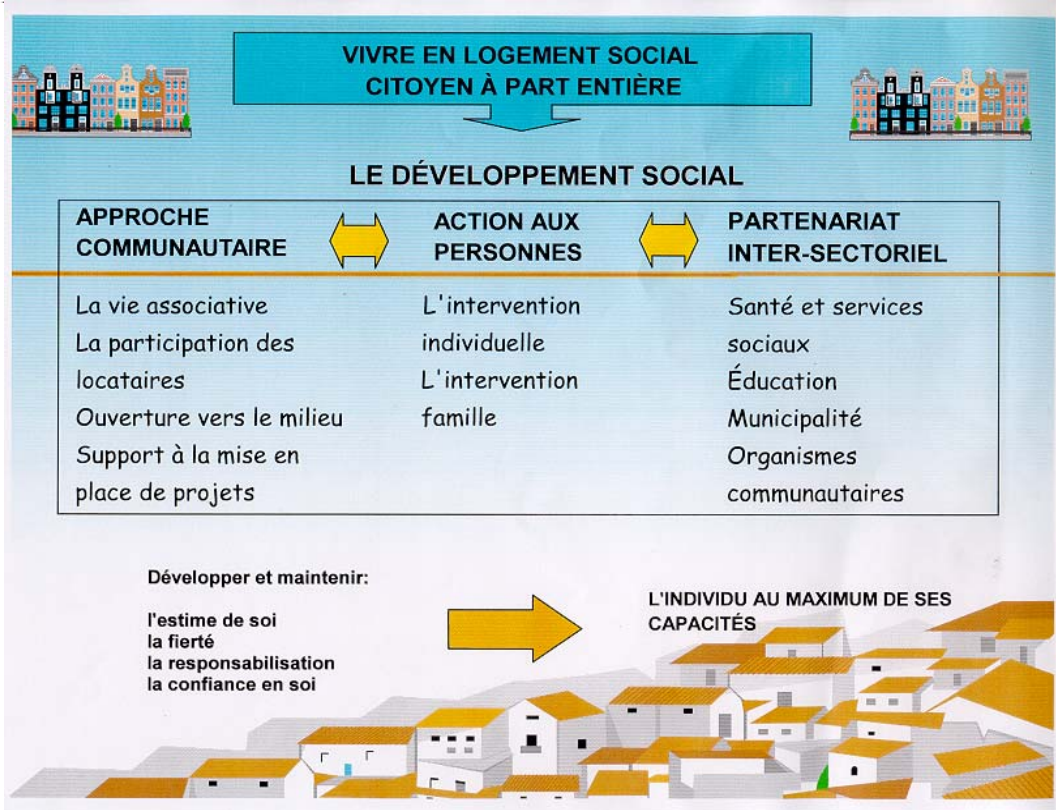 VIVRE EN LOGEMENT SOCIAL
CITOYEN À PART ENTIÈRE
LE DÉVELOPPEMENT SOCIAL
APPROCHE
COMMUNAUTAIRE
La vie associative
La participation des
locataires
Ouverture vers le milieu
Support à la mise en
place de projets
ACTION AUX
PERSONNES
L'intervention
individuelle
L'intervention
famille
PARTENARIAT
INTER-SECTORIEL
Santé et services
sociaux
Éducation
Municipalité
Organismes
communautaires
Développer et maintenir:
l'estime de soi
la fierté
la responsabilisation
la confiance en soi
L'INDIVIDU AU MAXIMUM DE SES
CAPACITÉS